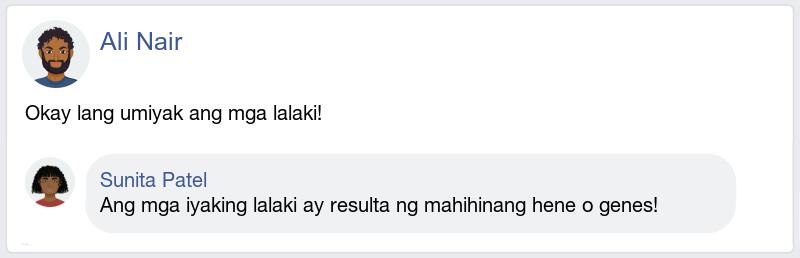 Ali Nair
Okay lang umiyak ang mga lalaki!
Sunita Patel
Ang mga iyaking lalaki ay resulta ng mahihinang hene o genes!